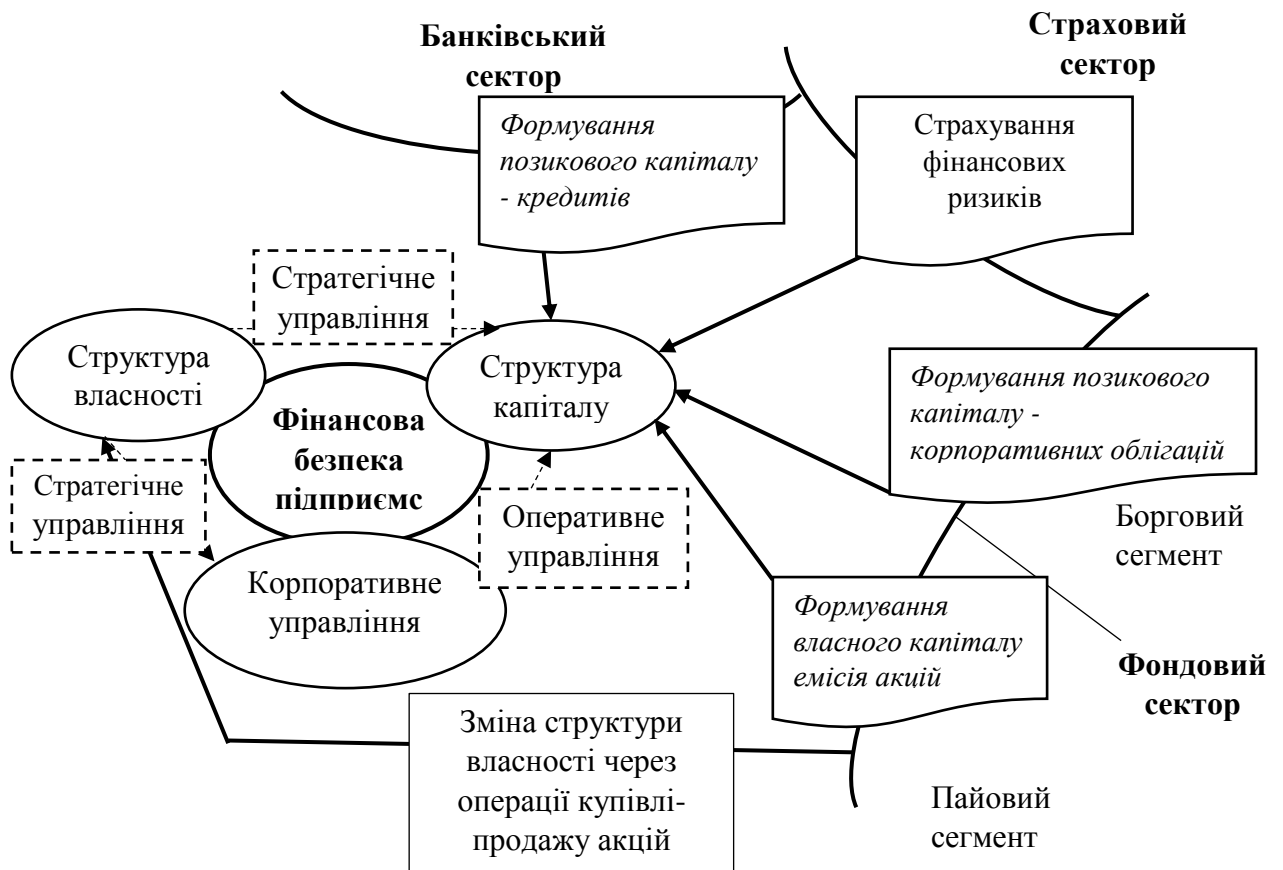 Банківський
сектор
Страховий
сектор
Формування
позикового капіталу
- кредитів
Страхування
фінансових
ризиків
Стратегічне
управління
Структура
власності
Структура
капіталу
Фінансова
безпека
підприємс
Формування позикового
капіталу -
корпоративних облігацій
Стратегічне
управління
Оперативне
управління
Борговий
сегмент
Корпоративне
управління
Формування
власного капіталу
емісія акцій
Фондовий
сектор
Зміна структури
власності через
операції купівлі-
продажу акцій
Пайовий
сегмент